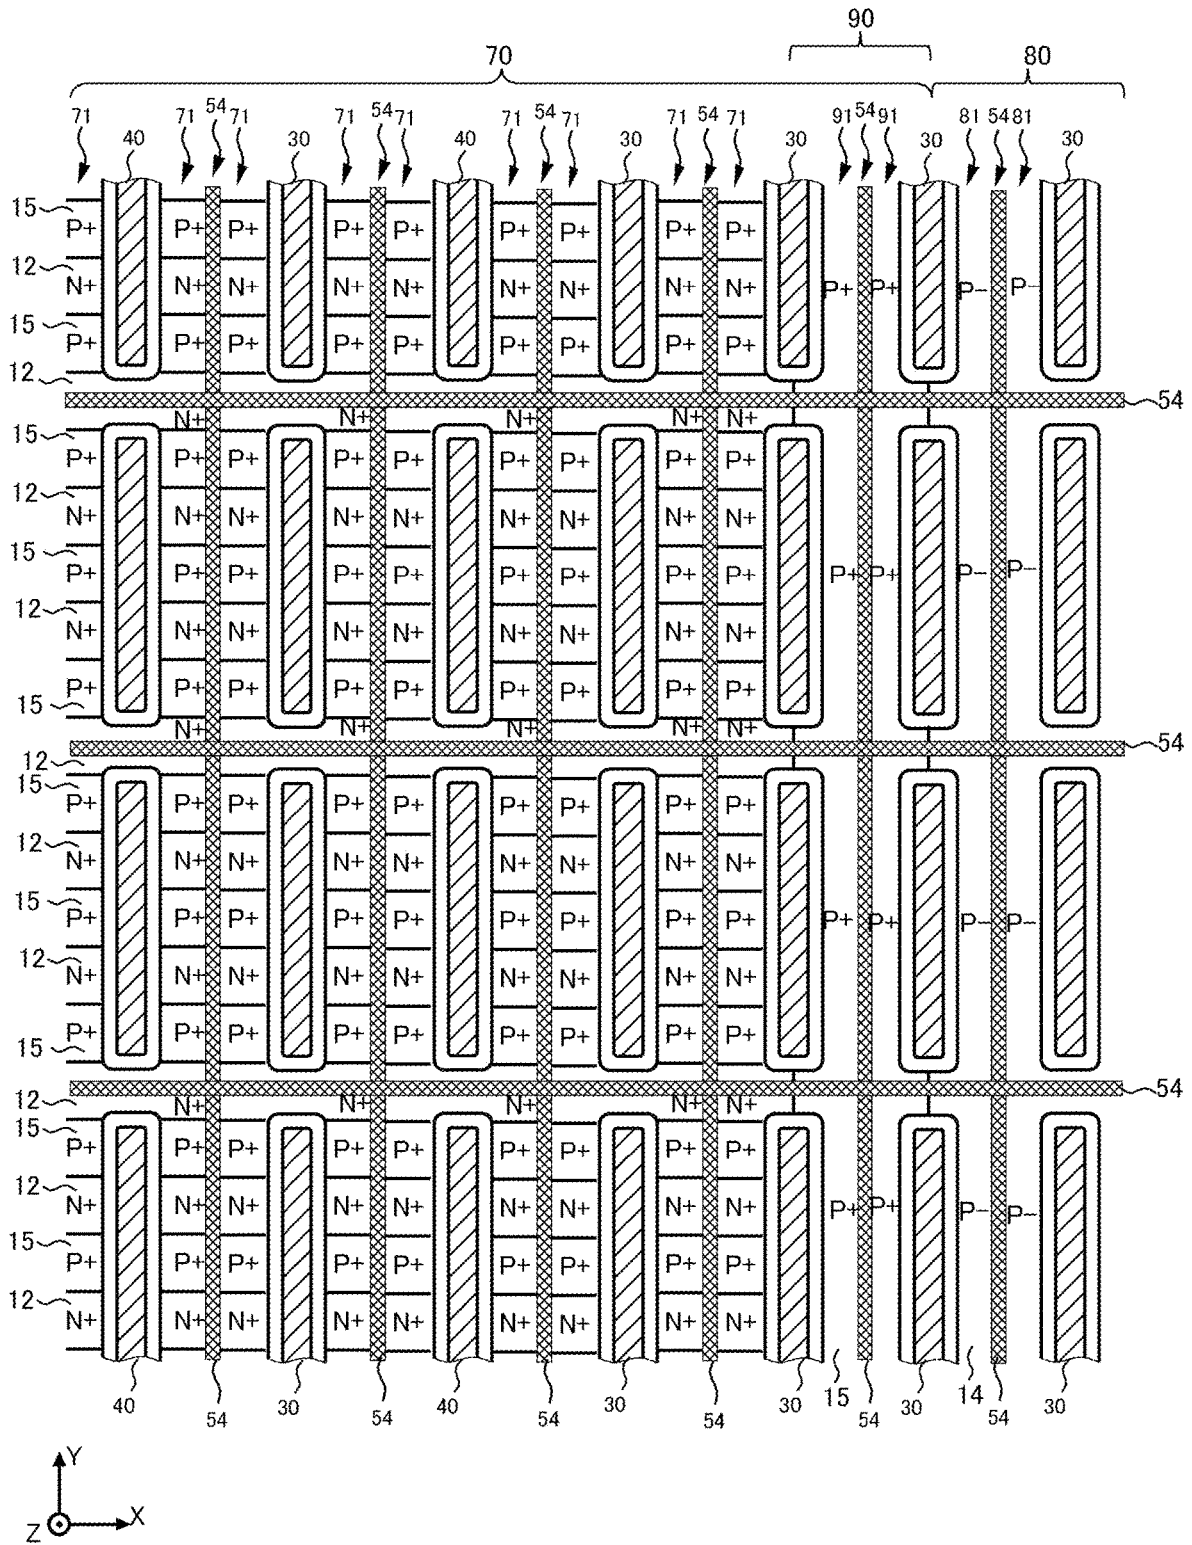 90
70 80
71 40 71 54 71 30 71 54 71 40 71 54 71 30 71 54 71 30 91 54 91 30 81 54 81 30
15 P+ P+ P+ P+ P+ P+ P+ P+ P+
12 N+ N+ N+ N+ N+ N+ N+ N+ N+ P+ P+ P− P−
15 P+ P+ P+ P+ P+ P+ P+ P+ P+
12
54
N+ N+ N+ N+ N+
15 P+ P+ P+ P+ P+ P+ P+ P+ P+
12 N+ N+ N+ N+ N+ N+ N+ N+ N+
15 P+ P+ P+ P+ P+ P+ P+ P+ P+ P+ P+ P− P−
12 N+ N+ N+ N+ N+ N+ N+ N+ N+
P+ P+ P+ P+ P+ P+ P+ P+ P+
15
N+ N+ N+ N+ N+
54
12
15 P+ P+ P+ P+ P+ P+ P+ P+ P+
12 N+ N+ N+ N+ N+ N+ N+ N+ N+
15 P+ P+ P+ P+ P+ P+ P+ P+ P+ P+ P+ P− P−
12 N+ N+ N+ N+ N+ N+ N+ N+ N+
P+ P+ P+ P+ P+ P+ P+ P+ P+
15
54
12 N+ N+ N+ N+ N+
15 P+ P+ P+ P+ P+ P+ P+ P+ P+
12 N+ N+ N+ N+ N+ N+ N+ N+ N+ P+ P+ P− P−
15 P+ P+ P+ P+ P+ P+ P+ P+ P+
12 N+ N+ N+ N+ N+ N+ N+ N+ N+
40 54 30 54 40 54 30 54 30 15 54 30 14 54 30
Y
X
Z